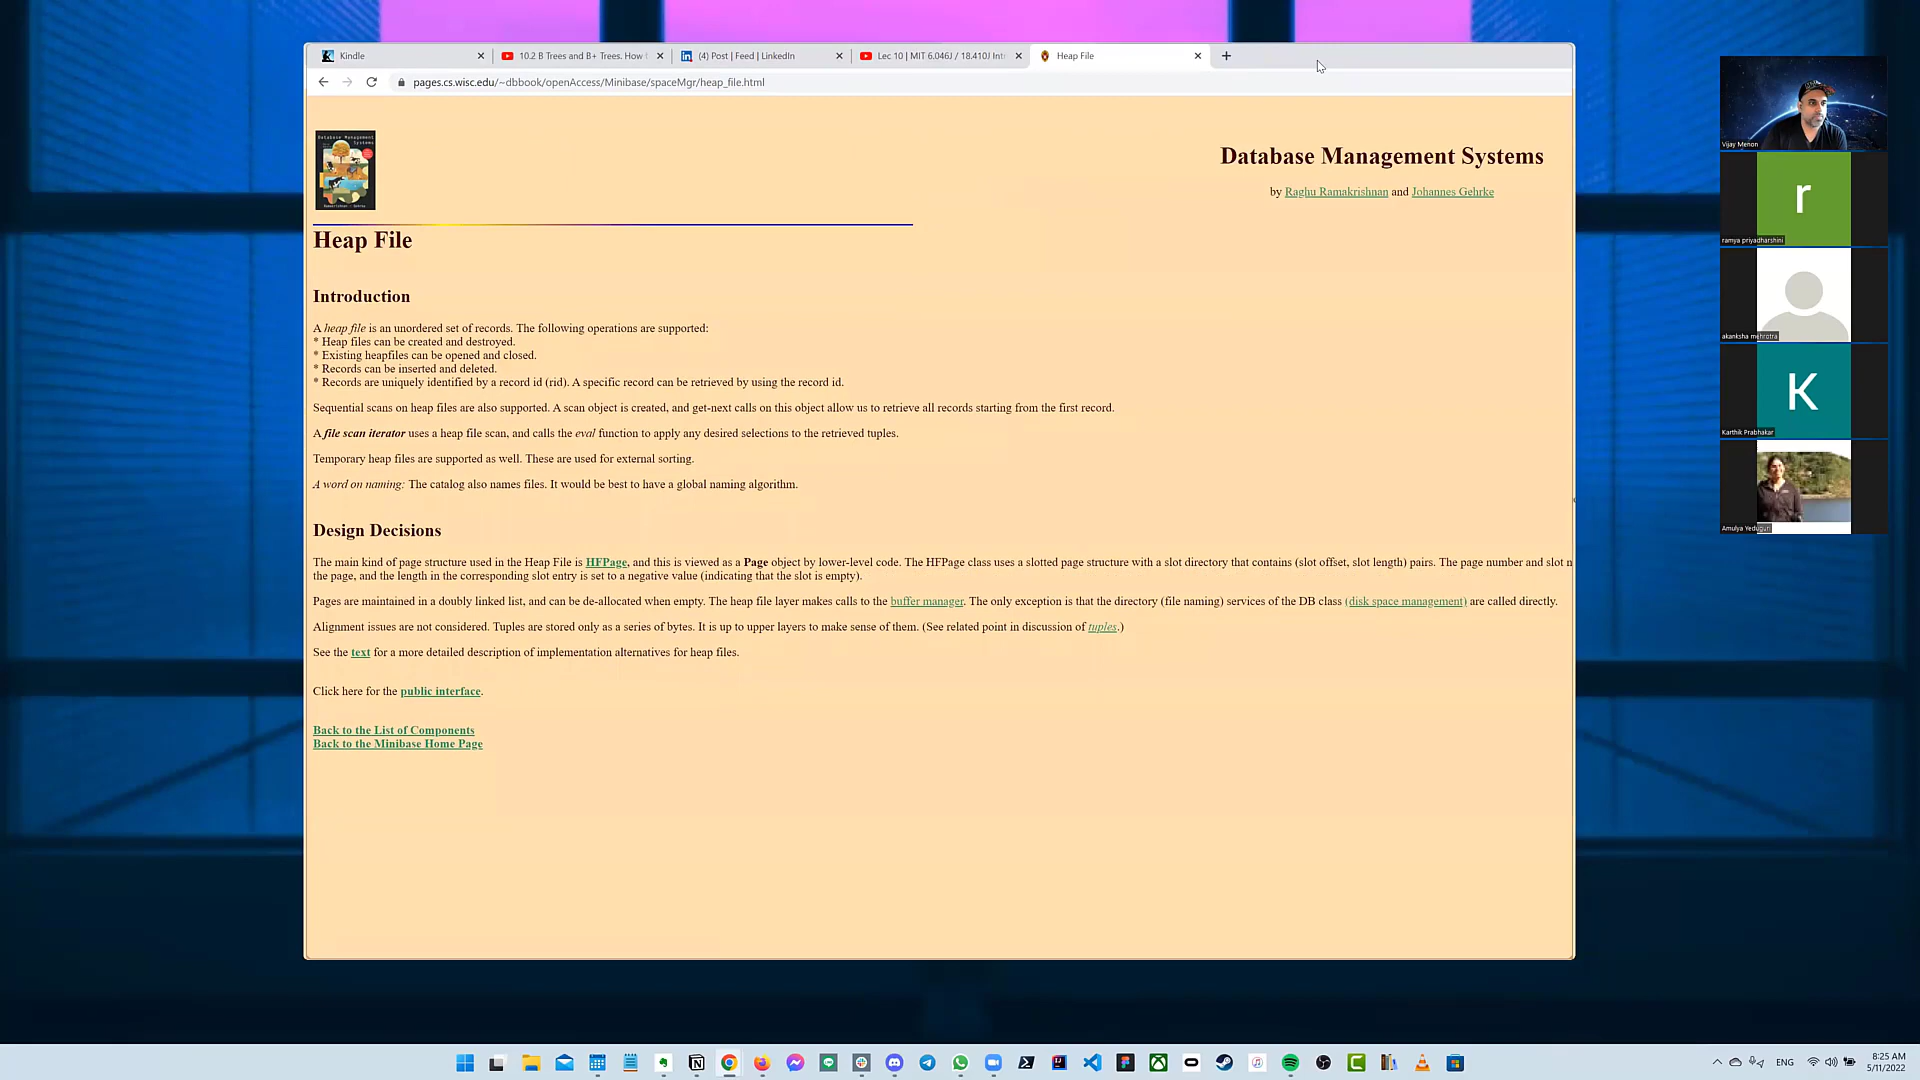 Kindle
10.2 B Trees and B+ Trees. How
(4) Post | Feed | LinkedIn
Lec 10 | MIT 6.046J / 18.410J Int
Heap File
pages.cs.wisc.edu/~dbbook/openAccess/Minibase/spaceMgr/heap_file.html
Database Management Systems
Database Management Systems
by Raghu Ramakrishnan and Johannes Gehrke
Heap File
Introduction
A heap file is an unordered set of records. The following operations are supported:
* Heap files can be created and destroyed.
* Existing heapfiles can be opened and closed.
* Records can be inserted and deleted.
* Records are uniquely identified by a record id (rid). A specific record can be retrieved by using the record id.
Sequential scans on heap files are also supported. A scan object is created, and get-next calls on this object allow us to retrieve all records starting from the first record.
A file scan iterator uses a heap file scan, and calls the eval function to apply any desired selections to the retrieved tuples.
Temporary heap files are supported as well. These are used for external sorting.
A word on naming: The catalog also names files. It would be best to have a global naming algorithm.
Design Decisions
The main kind of page structure used in the Heap File is HFPage, and this is viewed as a Page object by lower-level code. The HFPage class uses a slotted page structure with a slot directory that contains (slot offset, slot length) pairs. The page number and slot n
the page, and the length in the corresponding slot entry is set to a negative value (indicating that the slot is empty).
Pages are maintained in a doubly linked list, and can be de-allocated when empty. The heap file layer makes calls to the buffer manager. The only exception is that the directory (file naming) services of the DB class (disk space management) are called directly.
Alignment issues are not considered. Tuples are stored only as a series of bytes. It is up to upper layers to make sense of them. (See related point in discussion of tuples.)
See the text for a more detailed description of implementation alternatives for heap files.
Click here for the public interface.
Back to the List of Components
Back to the Minibase Home Page
Vijay Menon
r
ramya priyadharshini
akanksha mehrotra
K
Karthik Prabhakar
Amulya Yeduguri
ENG
8:25 AM
5/11/2022